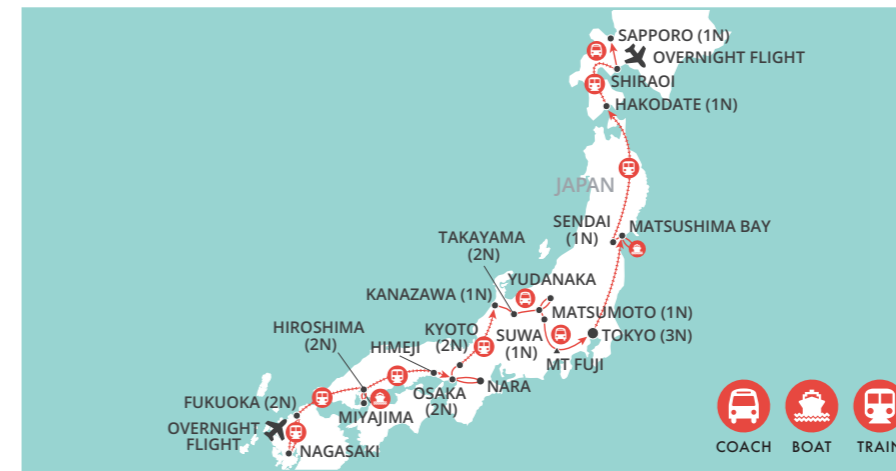 SAPPORO (1N)
OVERNIGHT FLIGHT
SHIRAOI
HAKODATE (1N)
JAPAN
SENDAI
(1N)
MATSUSHIMA BAY
TAKAYAMA
(2N)
YUDANAKA
KANAZAWA (1N)
MATSUMOTO (1N)
HIROSHIMA
(2N)
KYOTO
(2N)
SUWA
(1N)
TOKYO (3N)
HIMEJI
MT FUJI
NARA
OSAKA
(2N)
FUKUOKA (2N)
MIYAJIMA
OVERNIGHT
FLIGHT
NAGASAKI
COACH
BOAT
TRAIN